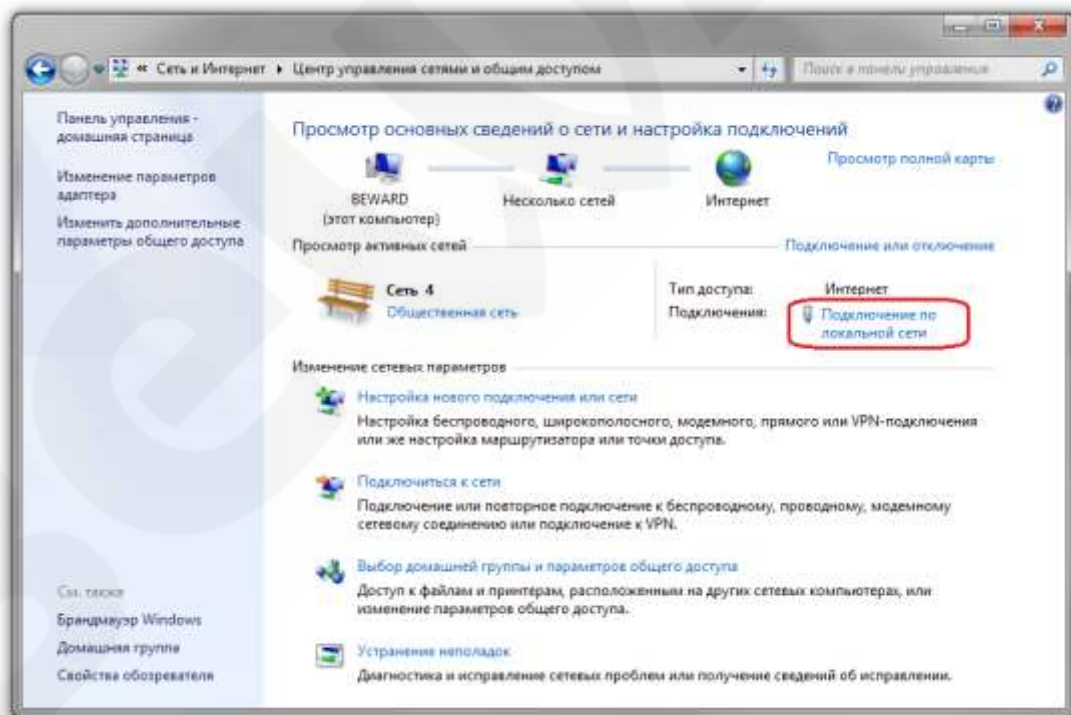 « Сеть и Интернет ▸ Центр управления сетями и общим доступом
Поиск в панели управления
Панель управления -
домашняя страница
Изменение параметров
адаптера
Изменить дополнительные
параметры общего доступа
См. также
Брандмауэр Windows
Домашняя группа
Свойства обозревателя
Просмотр основных сведений о сети и настройка подключений
Просмотр полной карты
BEWARD
(этот компьютер)
Несколько сетей
Интернет
Просмотр активных сетей
Подключение или отключение
Сеть 4
Общественная сеть
Тип доступа: Интернет
Подключения: Подключение по
локальной сети
Изменение сетевых параметров
Настройка нового подключения или сети
Настройка беспроводного, широкополосного, модемного, прямого или VPN-подключения
или же настройка маршрутизатора или точки доступа.
Подключиться к сети
Подключение или повторное подключение к беспроводному, проводному, модемному
сетевому соединению или подключение к VPN.
Выбор домашней группы и параметров общего доступа
Доступ к файлам и принтерам, расположенным на других сетевых компьютерах, или
изменение параметров общего доступа.
Устранение неполадок
Диагностика и исправление сетевых проблем или получение сведений об исправлении.